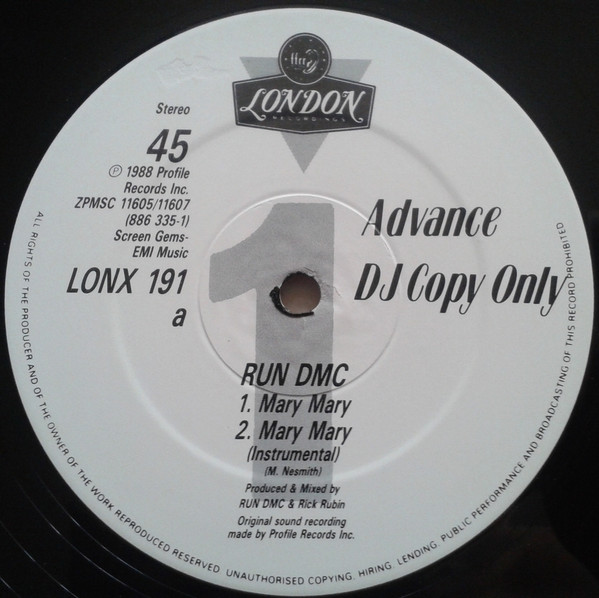 ffrr
LONDON
RECORDINGS
Stereo
45
Ⓟ 1988 Profile
Records Inc.
ZPMSC 11605/11607
(886 335-1)
Screen Gems-
EMI Music
LONX 191
a
1
Advance
DJ Copy Only
RUN DMC
1. Mary Mary
2. Mary Mary
(Instrumental)
(M. Nesmith)
Produced & Mixed by
RUN DMC & Rick Rubin
Original sound recording
made by Profile Records Inc.
ALL RIGHTS OF THE PRODUCER AND OF THE OWNER OF THE WORK REPRODUCED RESERVED. UNAUTHORISED COPYING, HIRING, LENDING, PUBLIC PERFORMANCE AND BROADCASTING OF THIS RECORD PROHIBITED